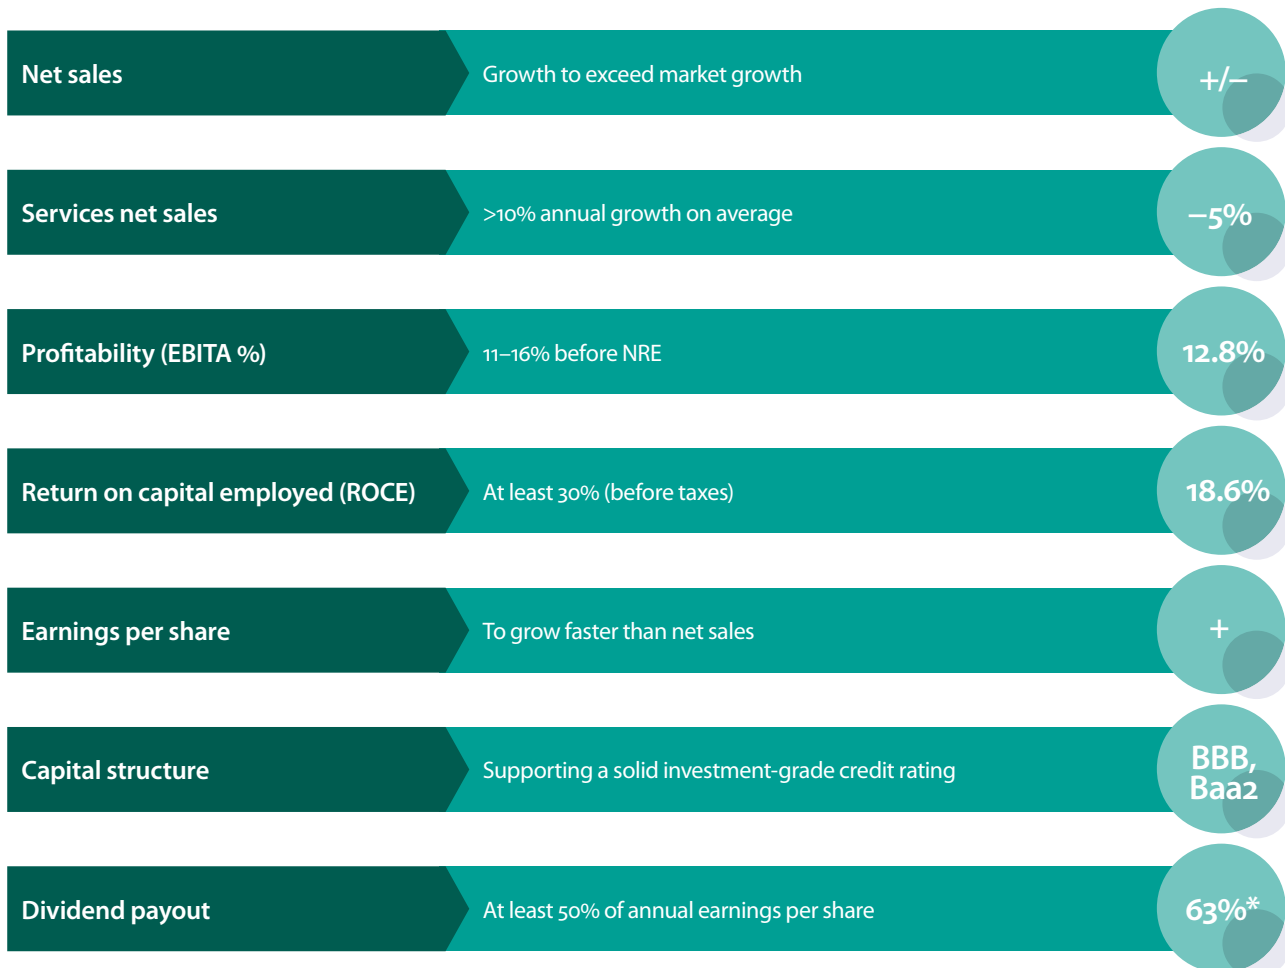 Net sales
Growth to exceed market growth
+/–
Services net sales
>10% annual growth on average
–5%
Profitability (EBITA %)
11–16% before NRE
12.8%
Return on capital employed (ROCE)
At least 30% (before taxes)
18.6%
Earnings per share
To grow faster than net sales
+
Capital structure
Supporting a solid investment-grade credit rating
BBB,
Baa2
Dividend payout
At least 50% of annual earnings per share
63%*